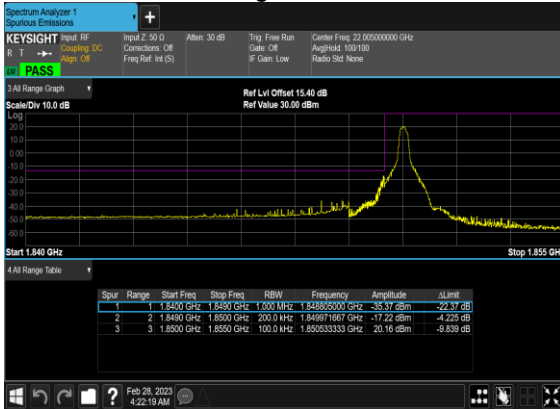 Spectrum Analyzer 1
Spurious Emissions
KEYSIGHT Input: RF Input Z: 50 Ω Atten: 30 dB Trig: Free Run Center Freq: 22.005000000 GHz
R T Coupling: DC Corrections: Off Gate: Off Avg|Hold: 100/100
Align: Off Freq Ref: Int (S) IF Gain: Low Radio Std: None
PASS
3 All Range Graph
Ref Lvl Offset 15.40 dB
Scale/Div 10.0 dB Ref Value 30.00 dBm
Log
20.0
10.0
0.00
-10.0
-20.0
-30.0
-40.0
-50.0
-60.0
Start 1.840 GHz Stop 1.855 GH
4 All Range Table
Spur Range Start Freq Stop Freq RBW Frequency Amplitude ΔLimit
1 1 1.8400 GHz 1.8490 GHz 1.000 MHz 1.848805000 GHz -35.37 dBm -22.37 dB
2 2 1.8490 GHz 1.8500 GHz 200.0 kHz 1.849971667 GHz -17.22 dBm -4.225 dB
3 3 1.8500 GHz 1.8550 GHz 100.0 kHz 1.850533333 GHz 20.16 dBm -9.839 dB
Feb 28, 2023
4:22:19 AM